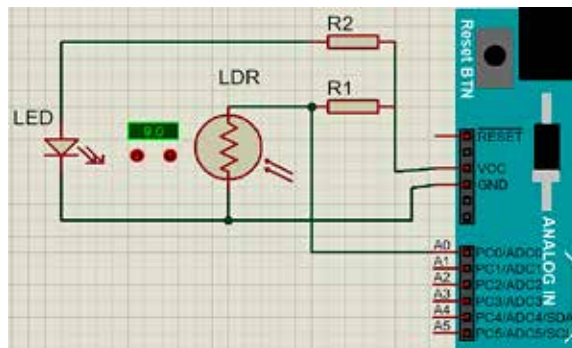 R2
Reset BTN
LDR
R1
LED
9.0
RESET
VCC
GND
ANALOG IN
A0 PC0/ADC0
A1 PC1/ADC1
A2 PC2/ADC2
A3 PC3/ADC3
A4 PC4/ADC4/SDA
A5 PC5/ADC5/SCL